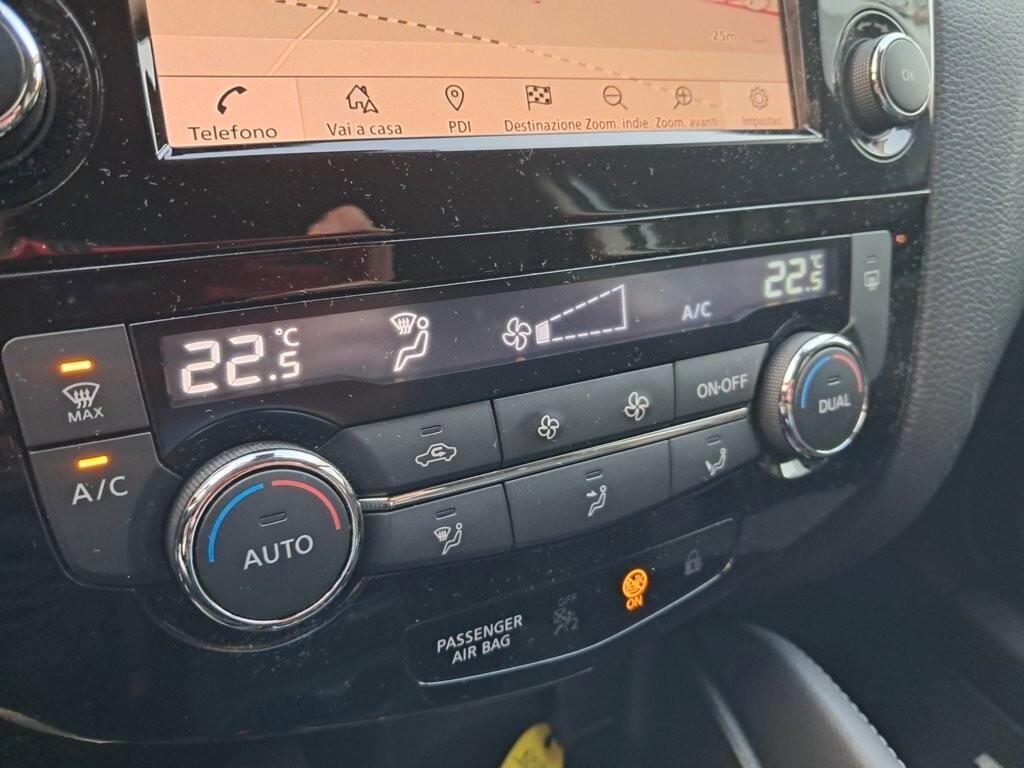 25m
OK
Telefono
Vai a casa
PDI
Destinazione
Zoom. indie.
Zoom. avanti
Impostaz.
22.5 °C
A/C
22.5 °C
MAX
A/C
AUTO
ON·OFF
DUAL
PASSENGER
AIR BAG
OFF
ON